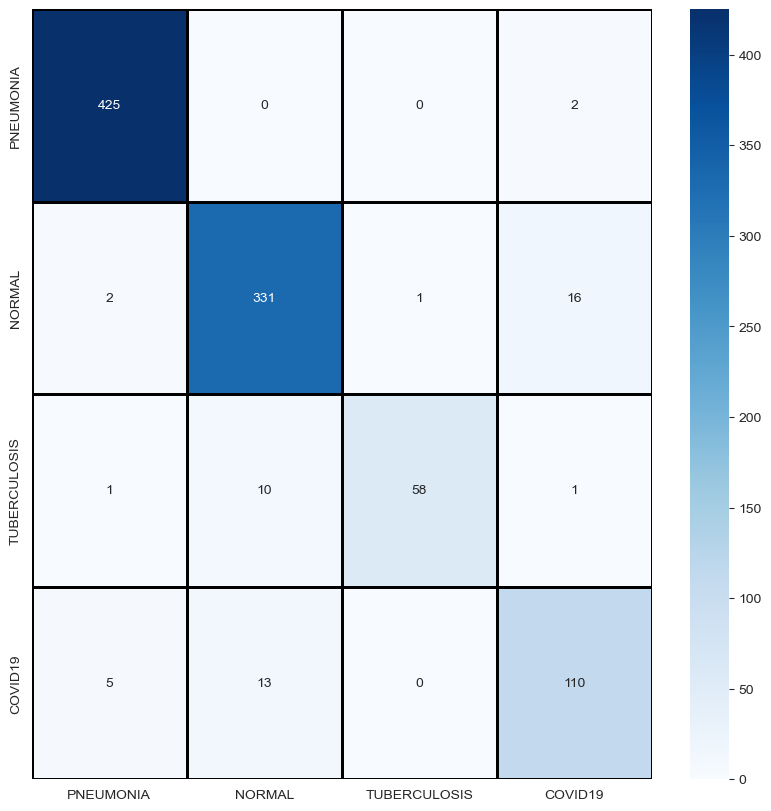 PNEUMONIA 425 0 0 2
NORMAL 2 331 1 16
TUBERCULOSIS 1 10 58 1
COVID19 5 13 0 110
PNEUMONIA NORMAL TUBERCULOSIS COVID19
400
350
300
250
200
150
100
50
0